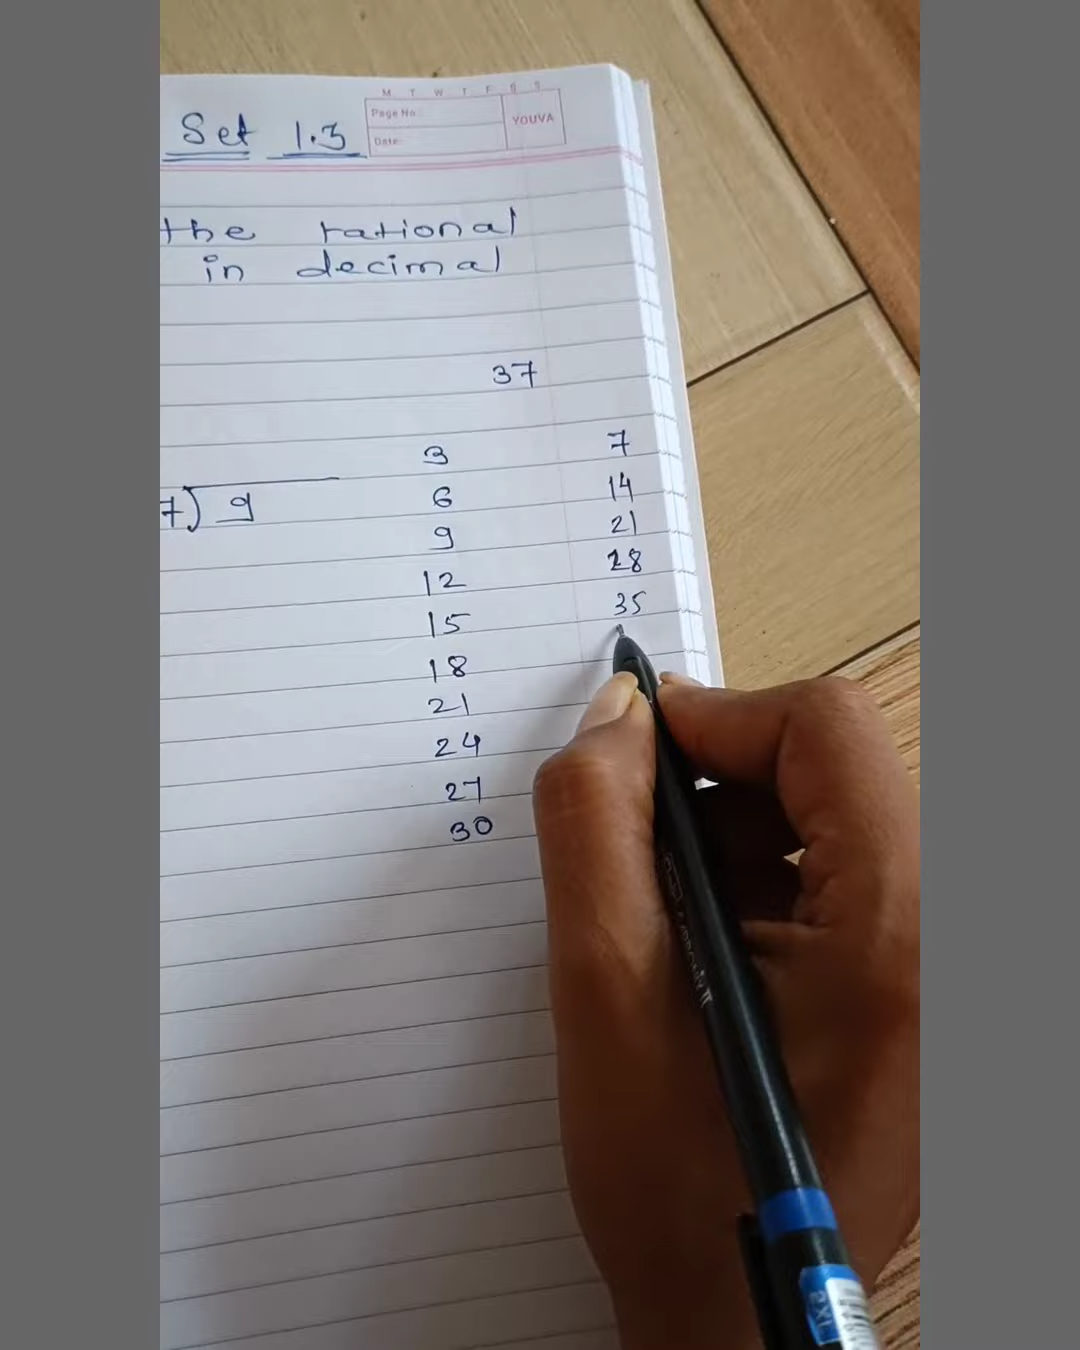 M T W T F S S
Page No.:
Date:
YOUVA
Set 1.3
the rational
in decimal
37
3 7
7) 9
6 14
9 21
12 28
15 35
18
21
24
27
30